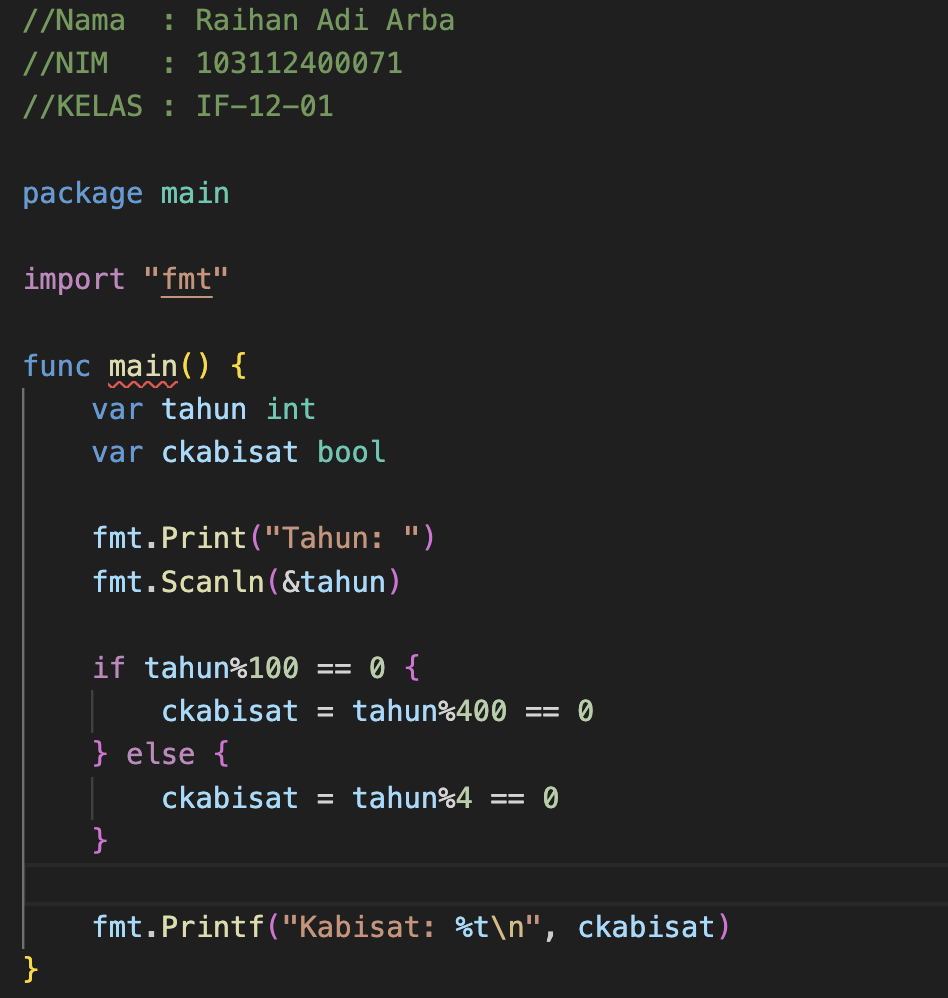 //Nama  : Raihan Adi Arba
//NIM   : 103112400071
//KELAS : IF-12-01

package main

import "fmt"

func main() {
    var tahun int
    var ckabisat bool

    fmt.Print("Tahun: ")
    fmt.Scanln(&tahun)

    if tahun%100 == 0 {
        ckabisat = tahun%400 == 0
    } else {
        ckabisat = tahun%4 == 0
    }

    fmt.Printf("Kabisat: %t\n", ckabisat)
}